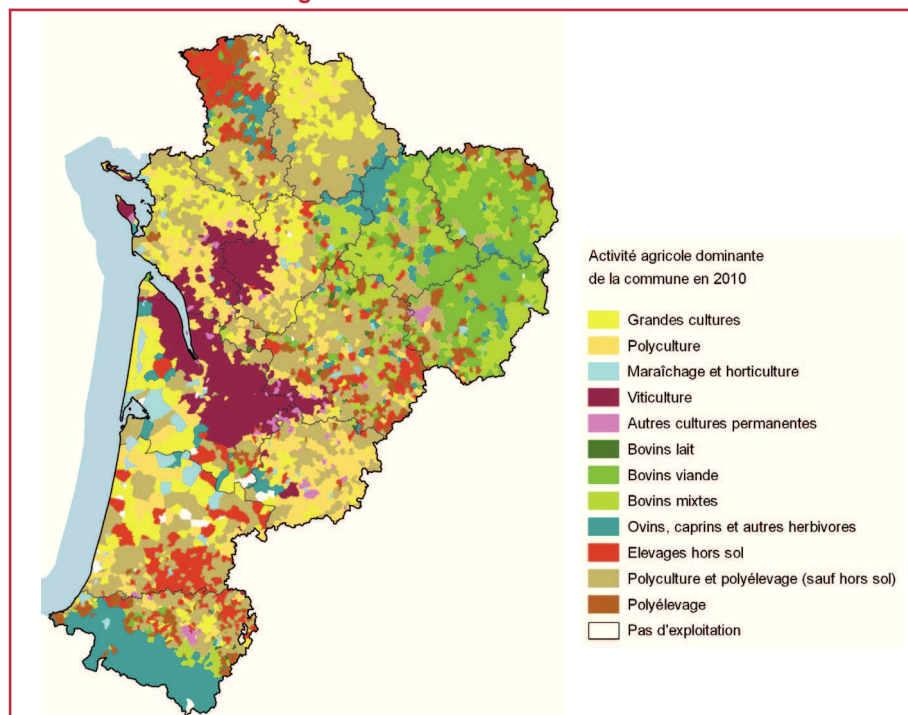 Activité agricole dominante
de la commune en 2010
Grandes cultures
Polyculture
Maraîchage et horticulture
Viticulture
Autres cultures permanentes
Bovins lait
Bovins viande
Bovins mixtes
Ovins, caprins et autres herbivores
Elevages hors sol
Polyculture et polyélevage (sauf hors sol)
Polyélevage
Pas d'exploitation